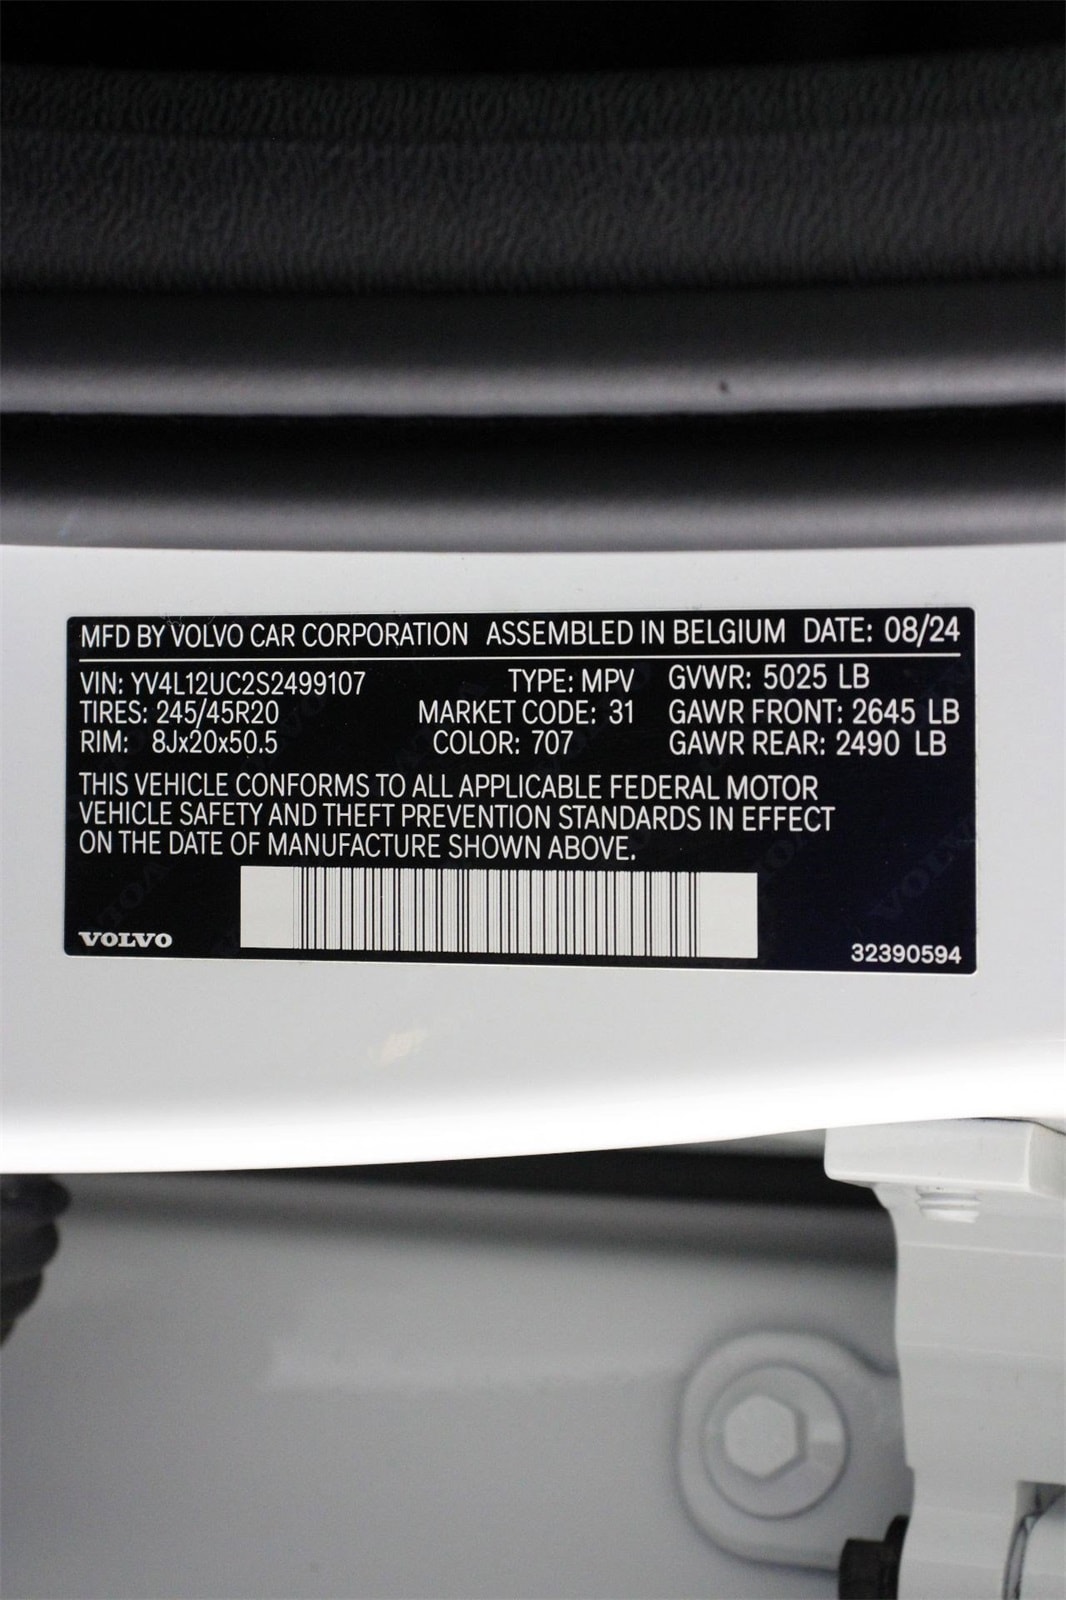 MFD BY VOLVO CAR CORPORATION ASSEMBLED IN BELGIUM DATE: 08/24
VIN: YV4L12UC2S2499107 TYPE: MPV GVWR: 5025 LB
TIRES: 245/45R20 MARKET CODE: 31 GAWR FRONT: 2645 LB
RIM: 8Jx20x50.5 COLOR: 707 GAWR REAR: 2490 LB
THIS VEHICLE CONFORMS TO ALL APPLICABLE FEDERAL MOTOR
VEHICLE SAFETY AND THEFT PREVENTION STANDARDS IN EFFECT
ON THE DATE OF MANUFACTURE SHOWN ABOVE.
VOLVO 32390594